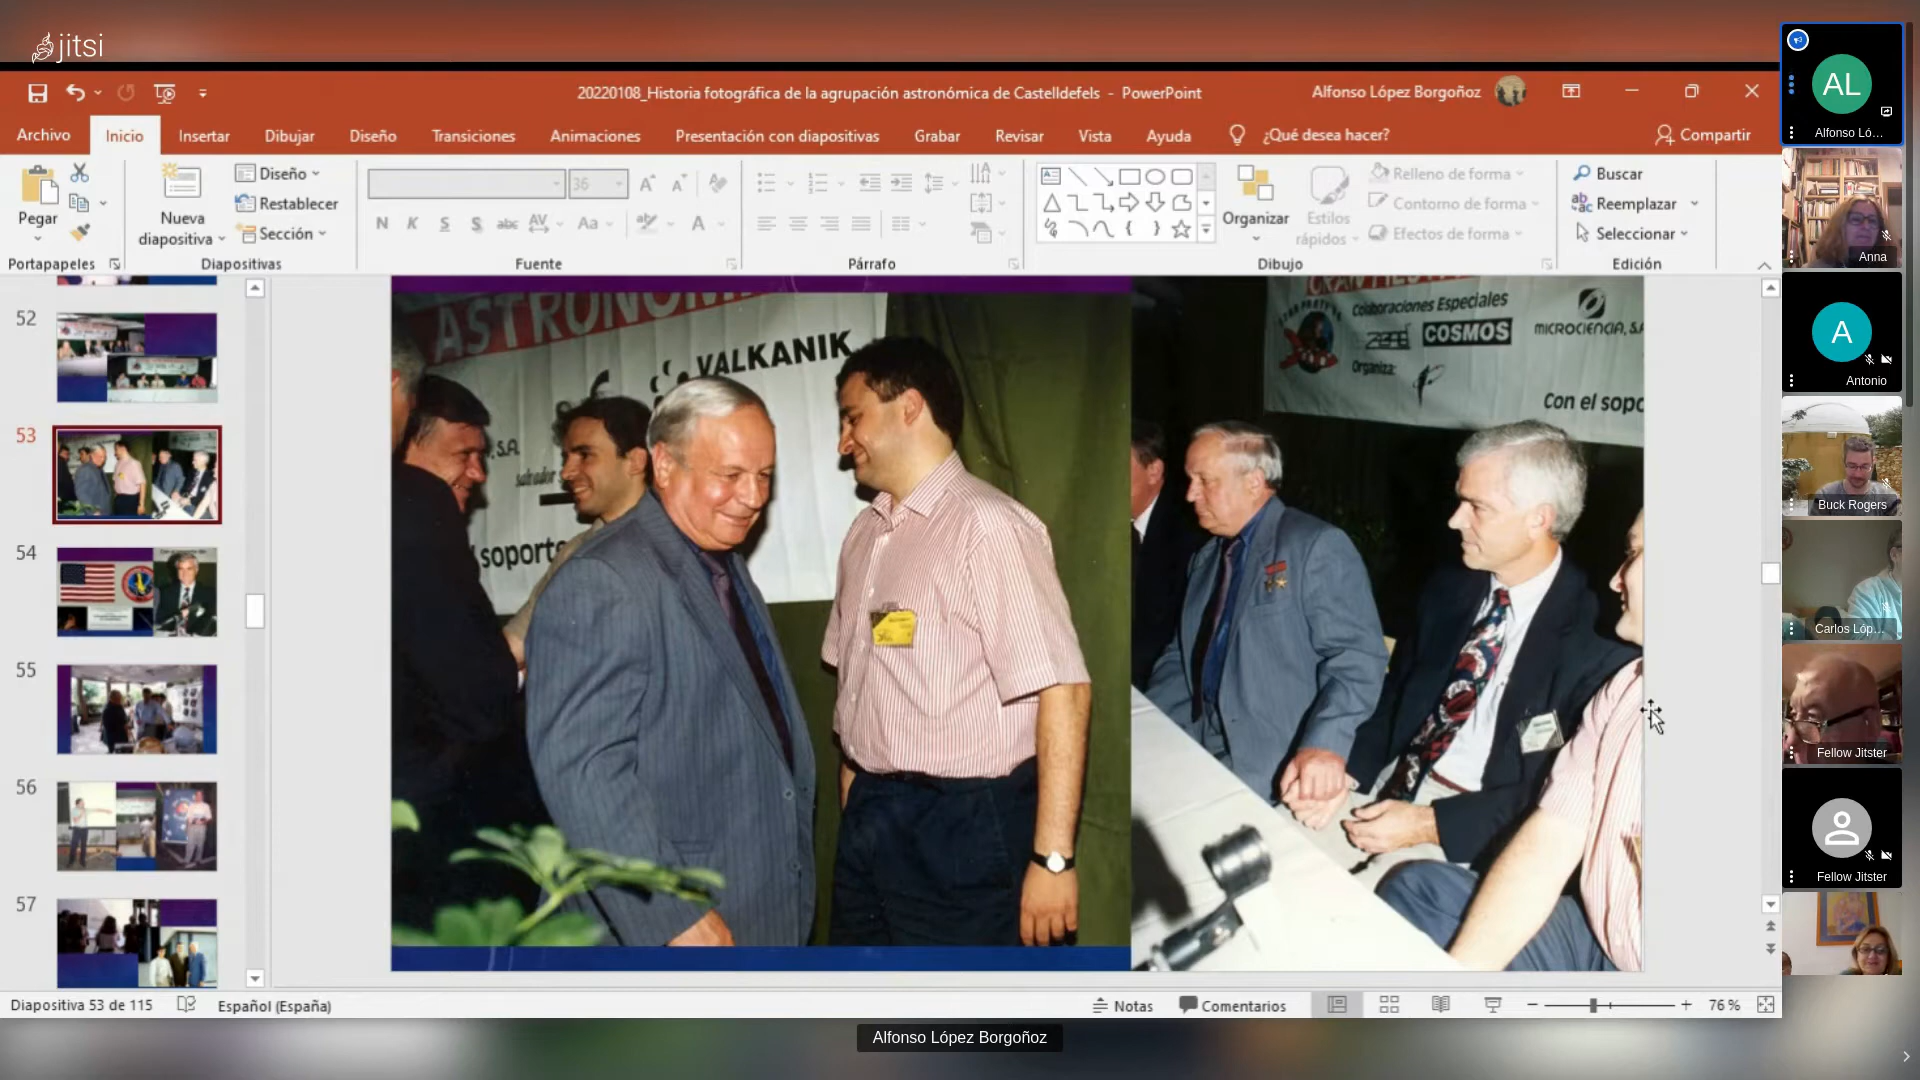 jitsi
20220108_Historia fotográfica de la agrupación astronómica de Castelldefels - PowerPoint
Alfonso López Borgoñoz
Archivo
Inicio
Insertar
Dibujar
Diseño
Transiciones
Animaciones
Presentación con diapositivas
Grabar
Revisar
Vista
Ayuda
¿Qué desea hacer?
Compartir
Pegar
Portapapeles
Nueva
diapositiva
Diseño
Restablecer
Sección
Diapositivas
36
N K S S abc AV Aa A
Fuente
Párrafo
Organizar
Estilos
rápidos
Relleno de forma
Contorno de forma
Efectos de forma
Dibujo
Buscar
Reemplazar
Seleccionar
Edición
52
53
54
55
56
57
VALKANIK
, S.A.
salvador
soporte
Colaboraciones Especiales
COSMOS
MICROCIENCIA, S.A
Organiza:
Con el sopo
Diapositiva 53 de 115
Español (España)
Notas
Comentarios
76 %
Alfonso López Borgoñoz
AL
Alfonso Ló...
Anna
A
Antonio
Buck Rogers
Carlos Lóp...
Fellow Jitster
Fellow Jitster